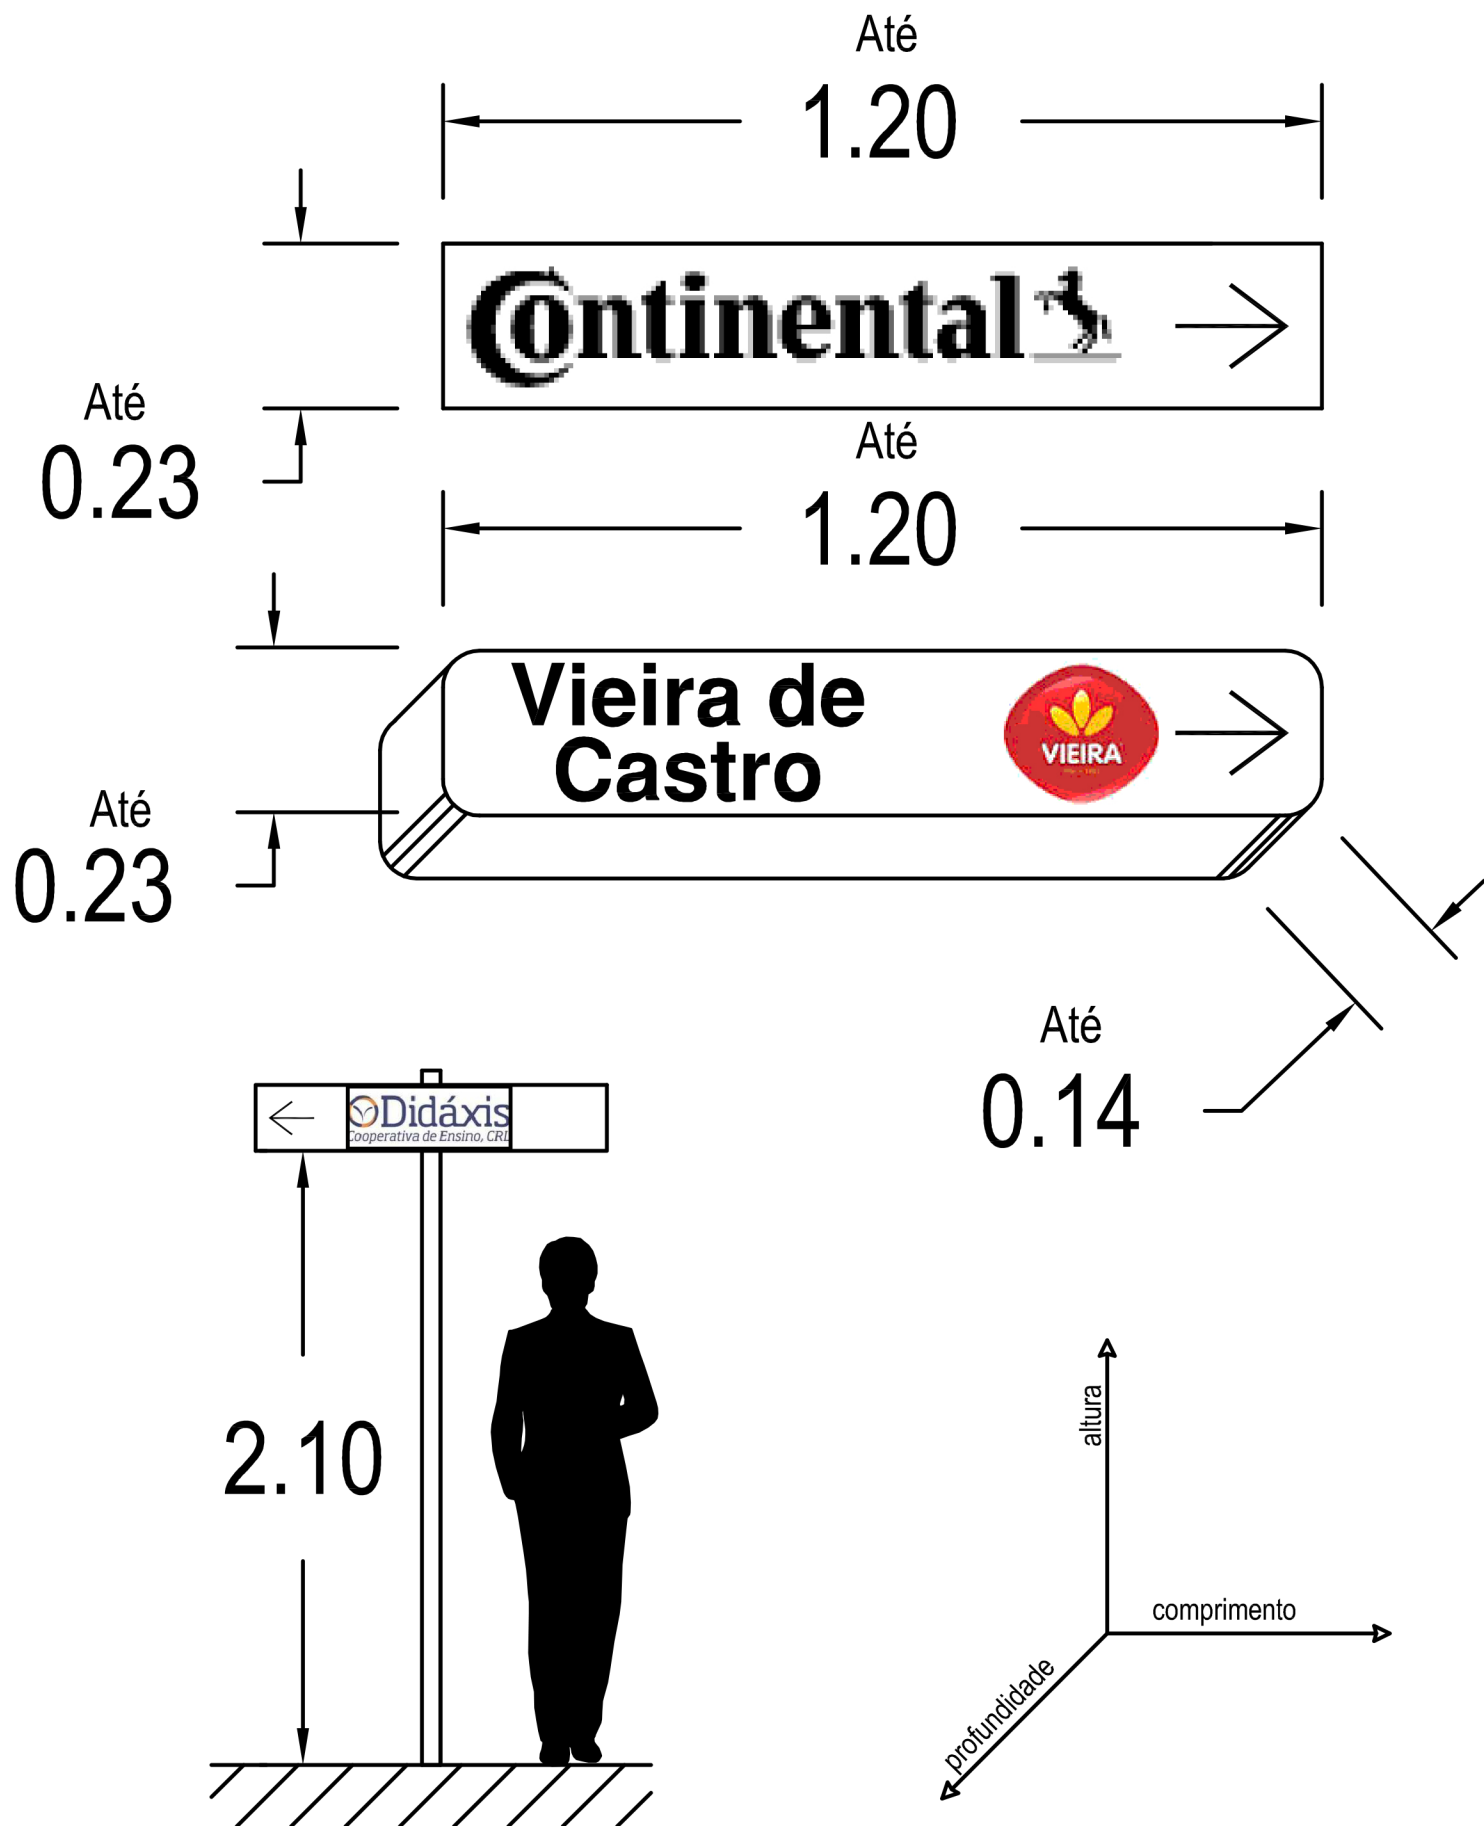 Até
1.20
Continental
Até
0.23
Até
1.20
Vieira de
Castro
VIEIRA
Até
0.23
Até
0.14
Didáxis
Cooperativa de Ensino, CRL
2.10
altura
comprimento
profundidade